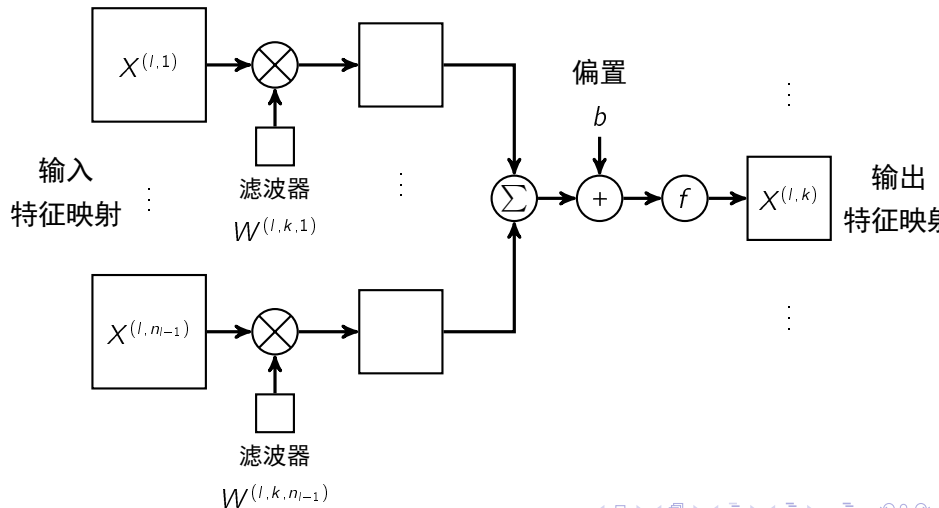 X^(l,1)
偏置
b
输入
特征映射
滤波器
W^(l,k,1)
Σ
+
f
X^(l,k)
输出
特征映射
X^(l,n_{l−1})
滤波器
W^(l,k,n_{l−1})